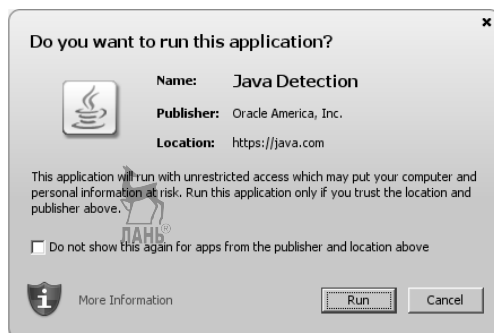 Do you want to run this application?
Name: Java Detection
Publisher: Oracle America, Inc.
Location: https://java.com
This application will run with unrestricted access which may put your computer and
personal information at risk. Run this application only if you trust the location and
publisher above.
ЛАНЬ®
Do not show this again for apps from the publisher and location above
More Information
Run
Cancel